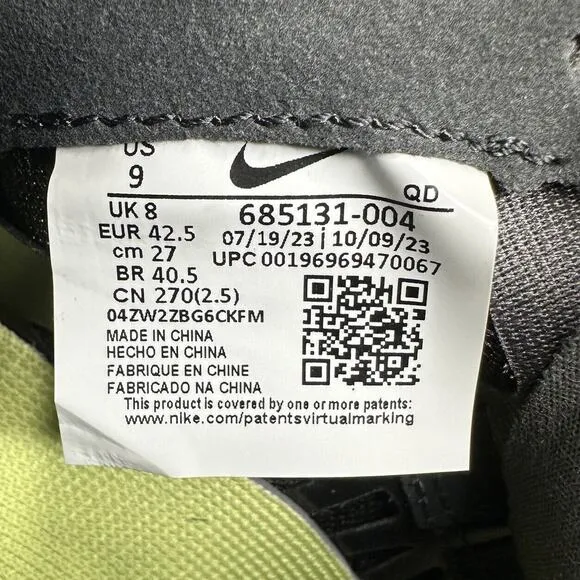 US
9
QD
UK 8
EUR 42.5
cm 27
BR 40.5
CN 270(2.5)
685131-004
07/19/23 | 10/09/23
UPC 00196969470067
04ZW2ZBG6CKFM
MADE IN CHINA
HECHO EN CHINA
FABRIQUE EN CHINE
FABRICADO NA CHINA
This product is covered by one or more patents:
www.nike.com/patentsvirtualmarking